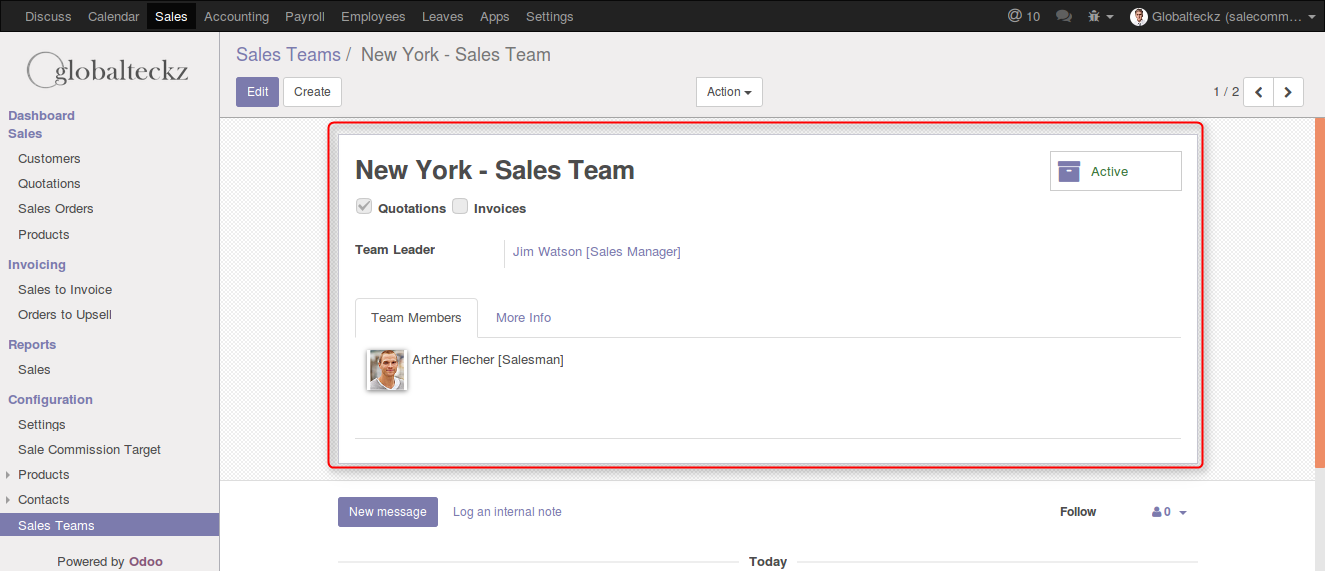 Discuss Calendar Sales Accounting Payroll Employees Leaves Apps Settings @ 10 Globalteckz (salecomm...
globalteckz
Dashboard
Sales
Customers
Quotations
Sales Orders
Products
Invoicing
Sales to Invoice
Orders to Upsell
Reports
Sales
Configuration
Settings
Sale Commission Target
Products
Contacts
Sales Teams
Powered by Odoo
Sales Teams / New York - Sales Team
Edit Create Action 1 / 2
New York - Sales Team
Active
Quotations Invoices
Team Leader Jim Watson [Sales Manager]
Team Members More Info
Arther Flecher [Salesman]
New message Log an internal note Follow 0
Today